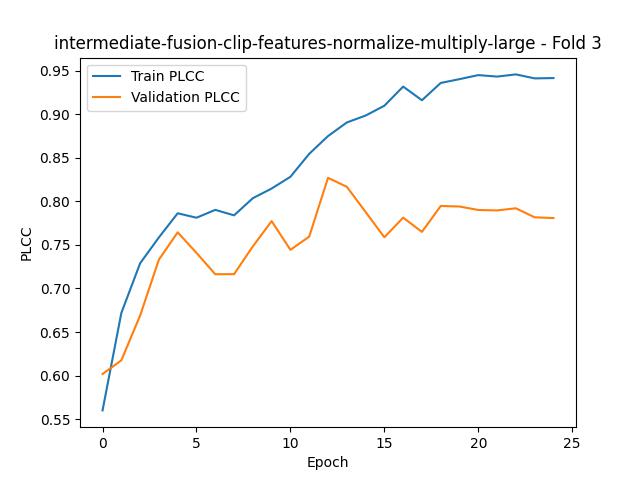 intermediate-fusion-clip-features-normalize-multiply-large - Fold 3
Train PLCC
Validation PLCC
PLCC
0.95
0.90
0.85
0.80
0.75
0.70
0.65
0.60
0.55
0 5 10 15 20 25
Epoch